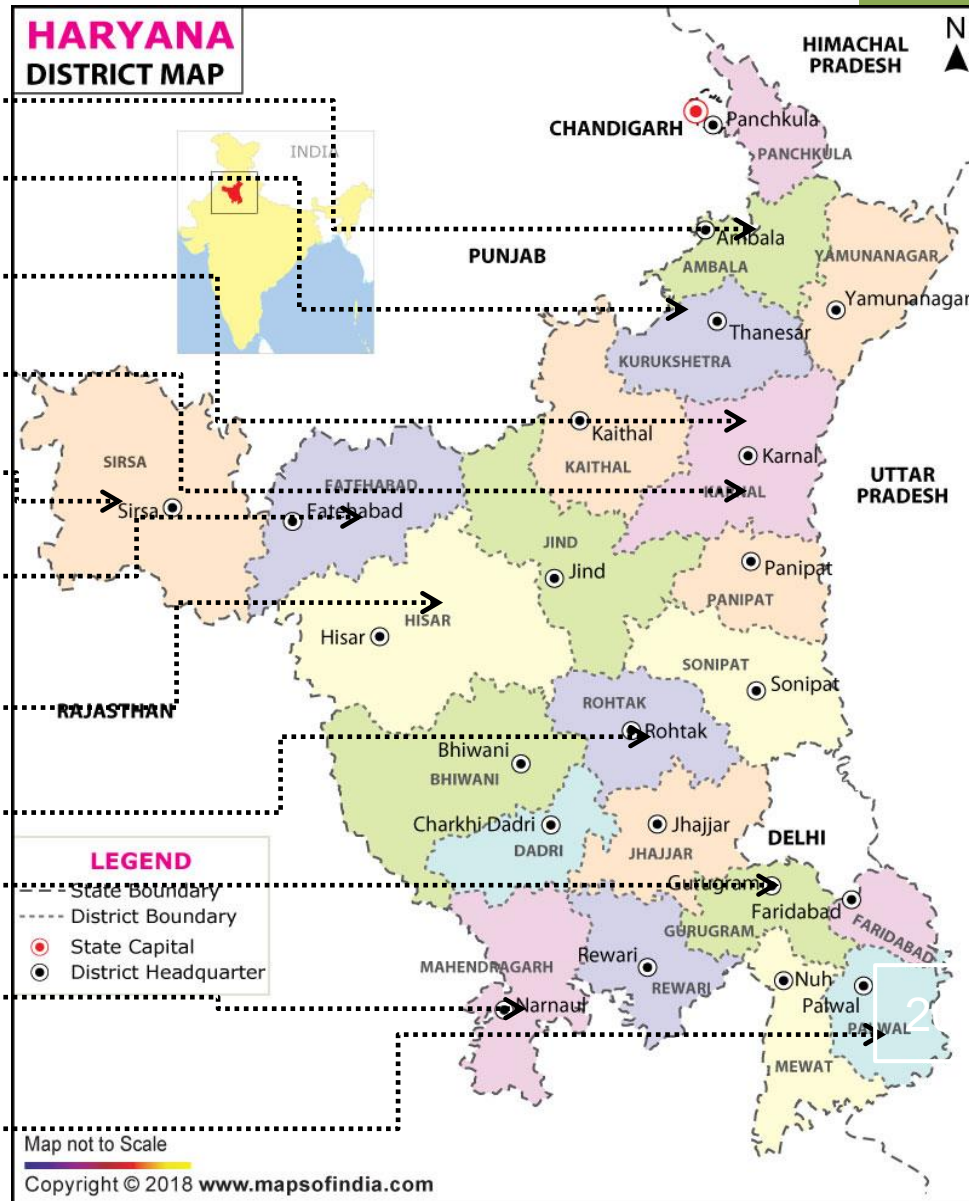 HARYANA
DISTRICT MAP
N
HIMACHAL
PRADESH
INDIA
CHANDIGARH
Panchkula
PANCHKULA
PUNJAB
Ambala
AMBALA
YAMUNANAGAR
Yamunanagar
Thanesar
KURUKSHETRA
Kaithal
KAITHAL
Karnal
KARNAL
UTTAR
PRADESH
SIRSA
Sirsa
FATEHABAD
Fatehabad
JIND
Jind
Panipat
PANIPAT
HISAR
Hisar
SONIPAT
Sonipat
RAJASTHAN
ROHTAK
Rohtak
Bhiwani
BHIWANI
Charkhi Dadri
DADRI
Jhajjar
JHAJJAR
DELHI
Gurugram
GURUGRAM
Faridabad
FARIDABAD
LEGEND
State Boundary
District Boundary
State Capital
District Headquarter
MAHENDRAGARH
Narnaul
Rewari
REWARI
Nuh
Palwal
PALWAL
MEWAT
Map not to Scale
Copyright © 2018 www.mapsofindia.com